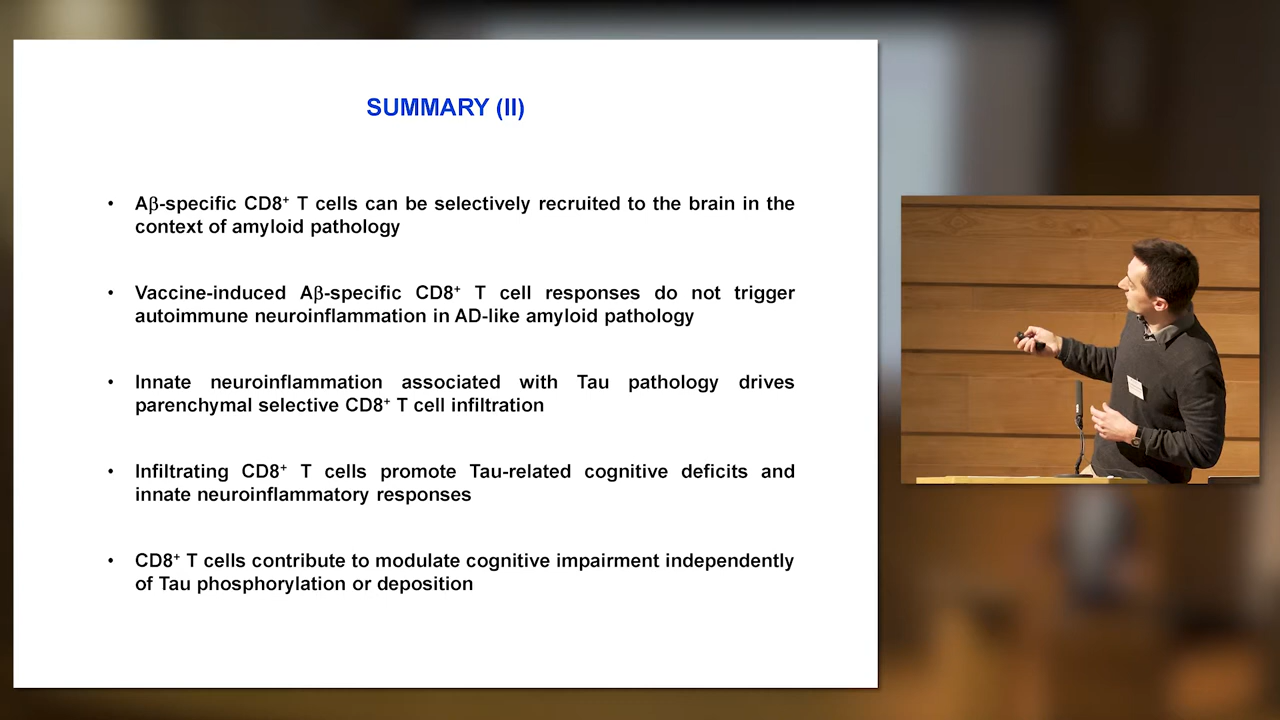 SUMMARY (II)
• Aβ-specific CD8⁺ T cells can be selectively recruited to the brain in the
context of amyloid pathology
• Vaccine-induced Aβ-specific CD8⁺ T cell responses do not trigger
autoimmune neuroinflammation in AD-like amyloid pathology
• Innate neuroinflammation associated with Tau pathology drives
parenchymal selective CD8⁺ T cell infiltration
• Infiltrating CD8⁺ T cells promote Tau-related cognitive deficits and
innate neuroinflammatory responses
• CD8⁺ T cells contribute to modulate cognitive impairment independently
of Tau phosphorylation or deposition